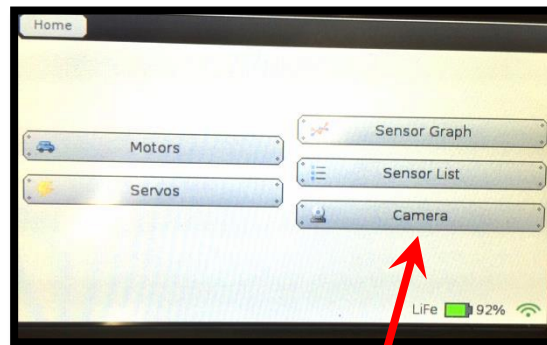 Home
Motors
Servos
Sensor Graph
Sensor List
Camera
LiFe 92%